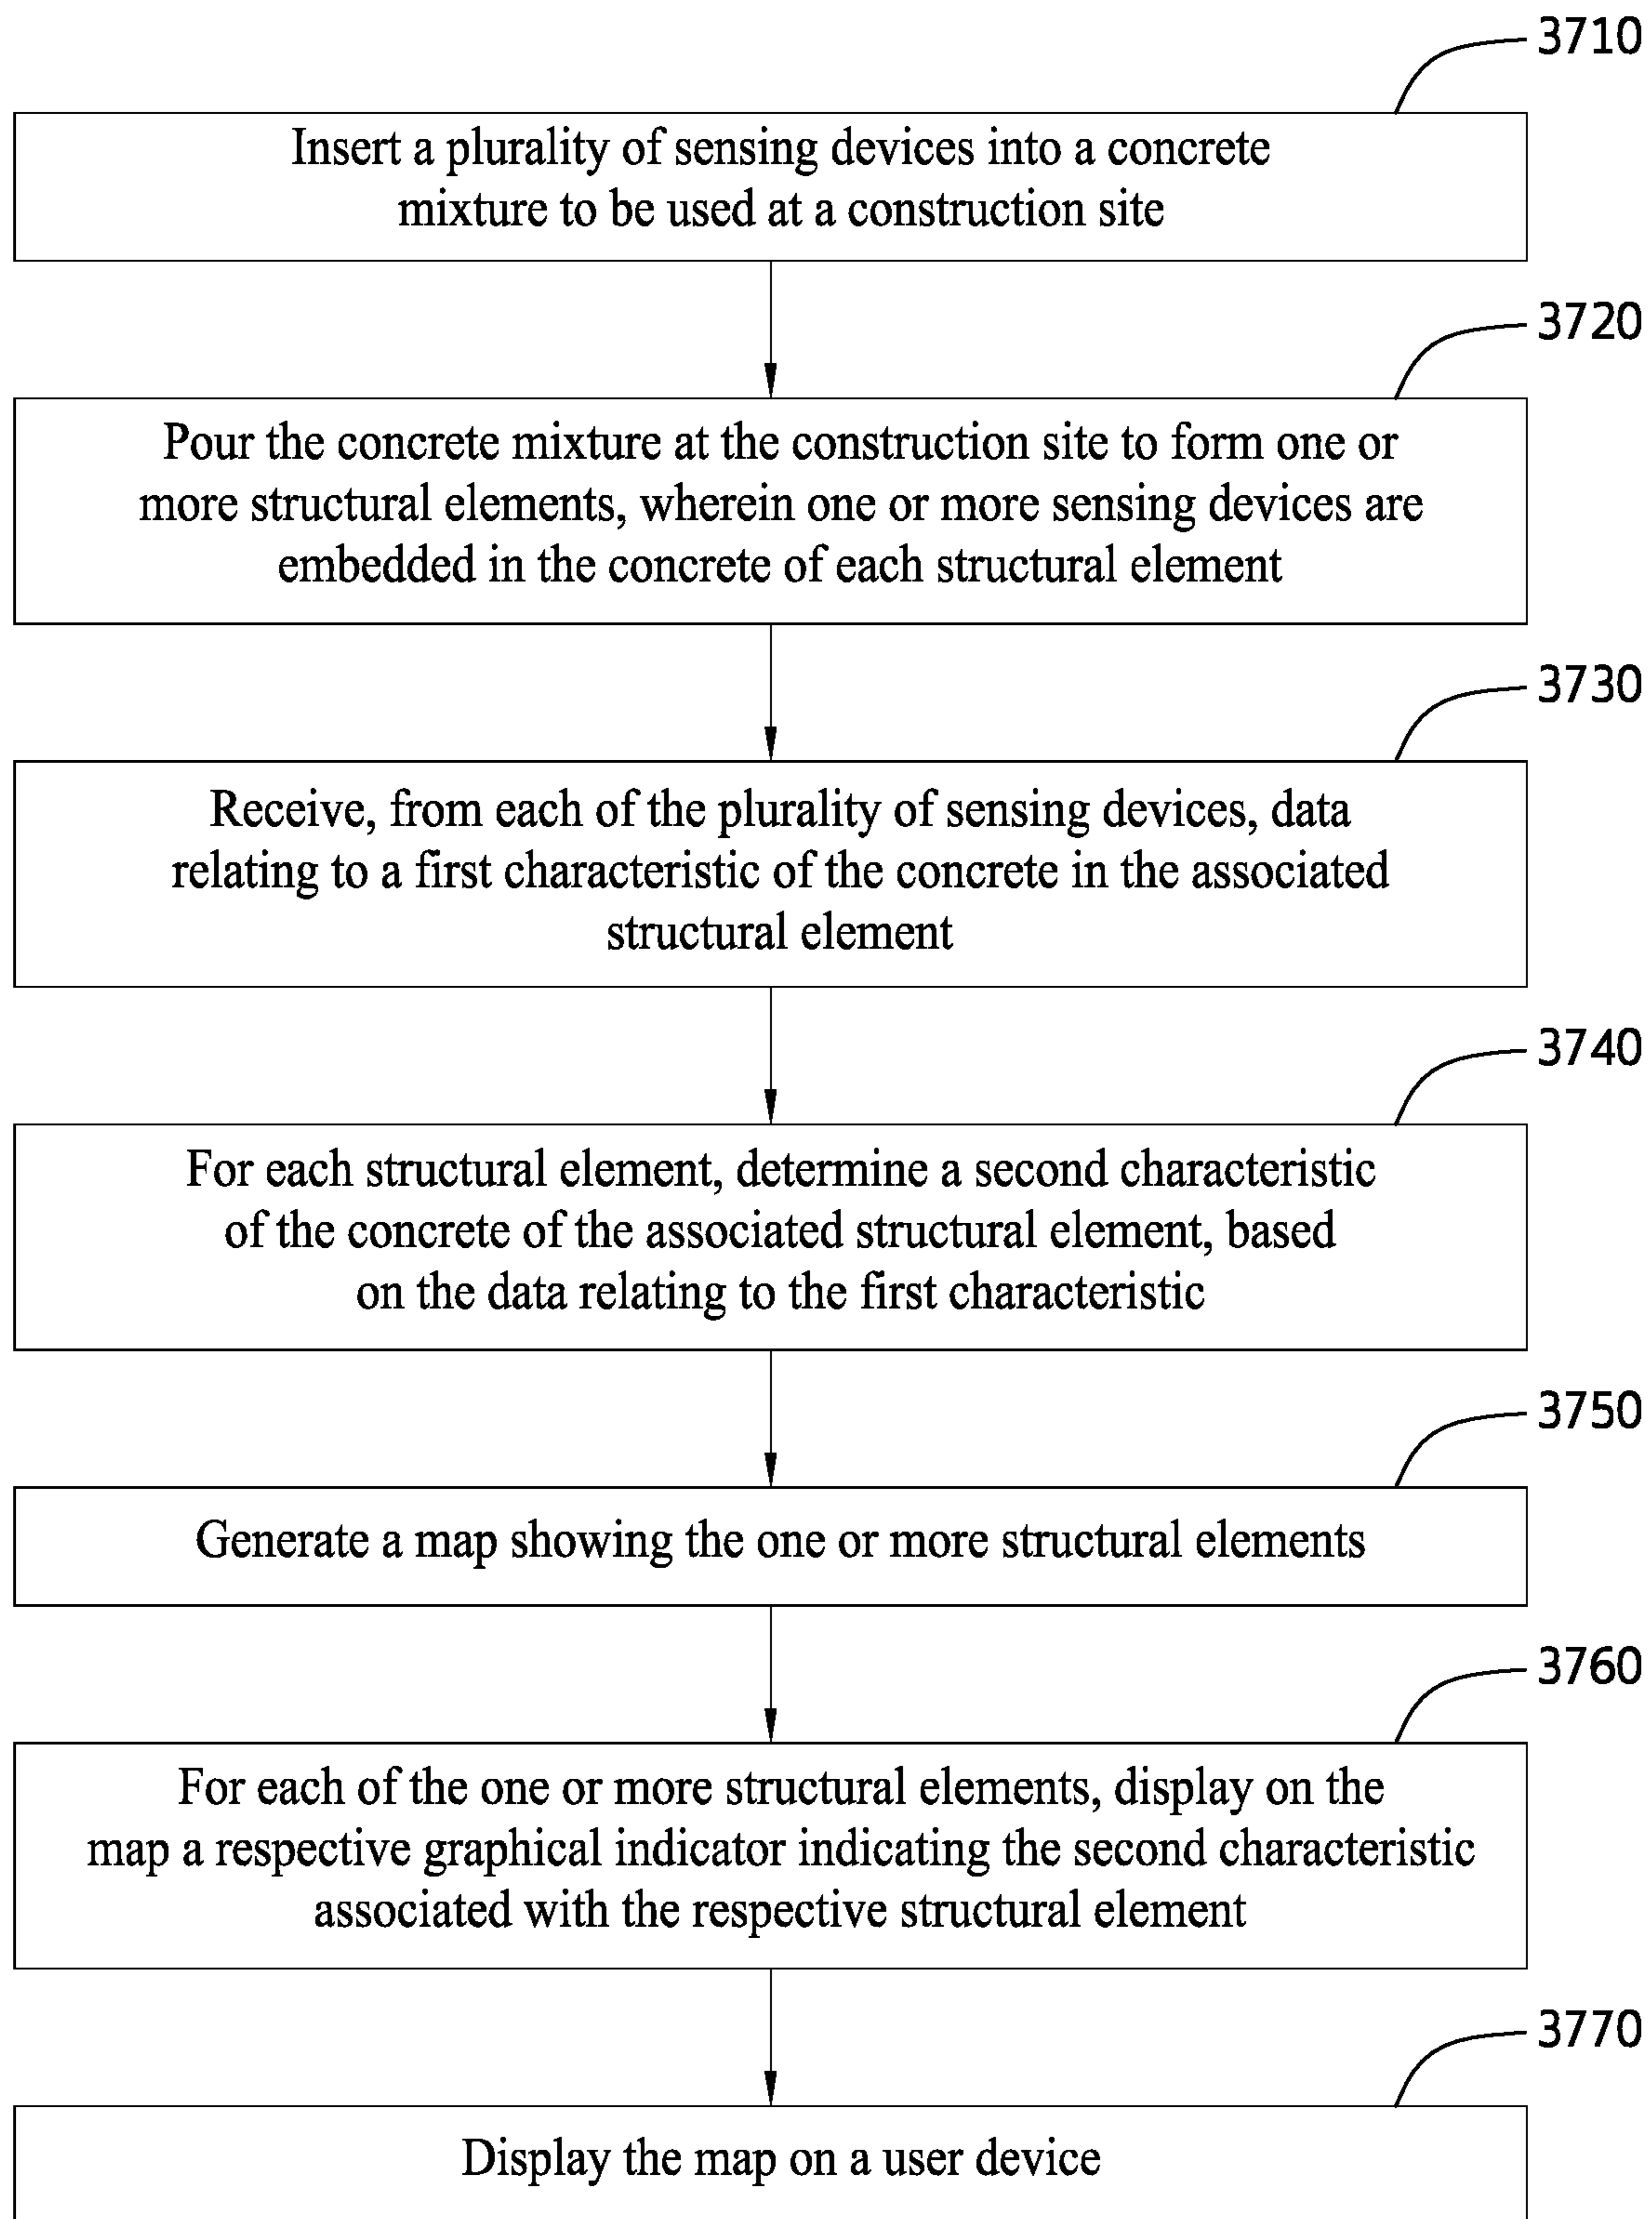 3710
Insert a plurality of sensing devices into a concrete
mixture to be used at a construction site
3720
Pour the concrete mixture at the construction site to form one or
more structural elements, wherein one or more sensing devices are
embedded in the concrete of each structural element
3730
Receive, from each of the plurality of sensing devices, data
relating to a first characteristic of the concrete in the associated
structural element
3740
For each structural element, determine a second characteristic
of the concrete of the associated structural element, based
on the data relating to the first characteristic
3750
Generate a map showing the one or more structural elements
3760
For each of the one or more structural elements, display on the
map a respective graphical indicator indicating the second characteristic
associated with the respective structural element
3770
Display the map on a user device